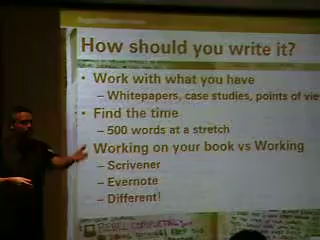 How should you write it?
Work with what you have
– Whitepapers, case studies, points of vie
Find the time
– 500 words at a stretch
Working on your book vs Working
– Scrivener
– Evernote
– Different!